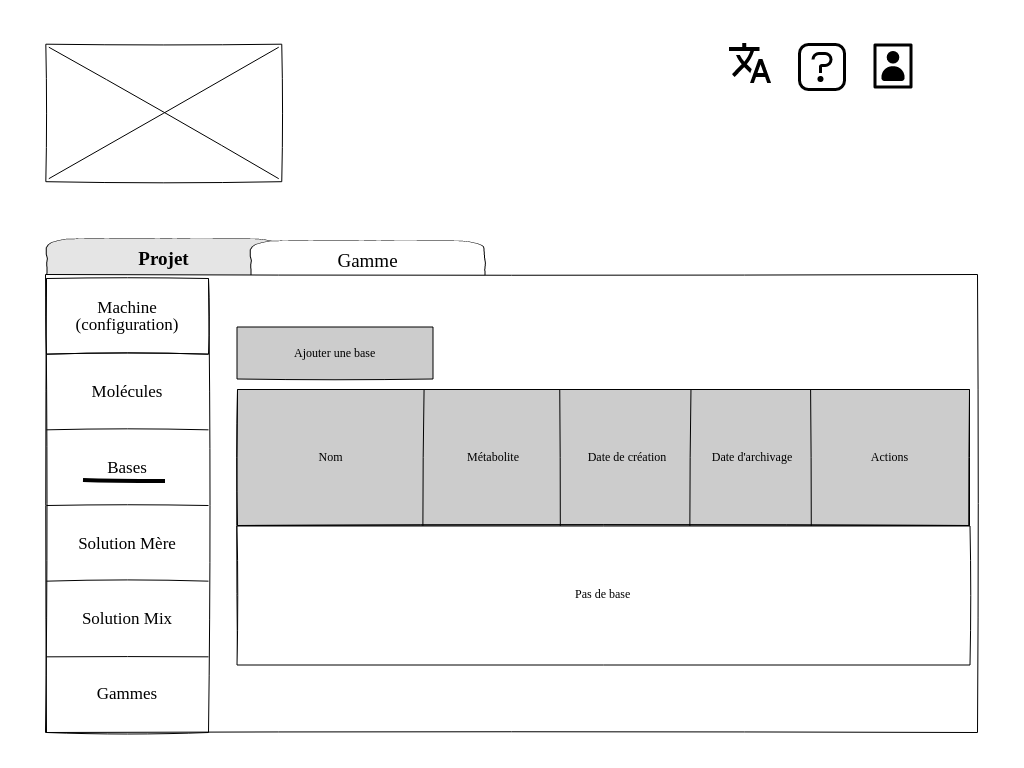 Projet
Gamme
Machine
(configuration)
Molécules
Bases
Solution Mère
Solution Mix
Gammes
Ajouter une base
Nom
Métabolite
Date de création
Date d'archivage
Actions
Pas de base